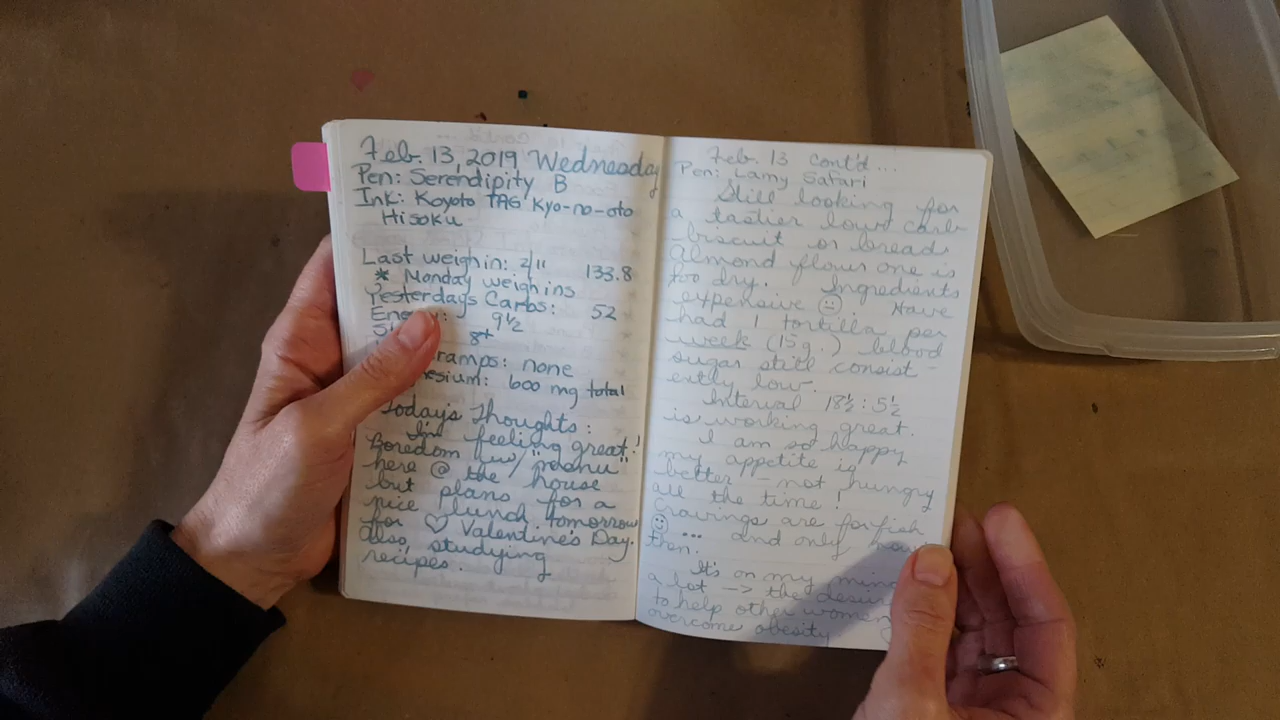 Feb. 13, 2019 Wednesday
Pen: Serendipity B
Ink: Koyoto TAG Kyo-no-oto
Hisoku
Last weigh in: 2/11 133.8
* Monday weigh ins
Yesterdays Carbs: 52
Energy: 9½
8+
ramps: none
esium: 600 mg total
Today's Thoughts:
I'm feeling great!
Boredom w/ "menu"
here @ the house
but plans for a
nice lunch tomorrow
for ♡ Valentine's Day.
Also, studying
recipes.
Feb. 13 Cont'd...
Pen: Lamy Safari
Still looking for
a tastier low carb
biscuit or bread.
Almond flour one is
too dry. Ingredients
expensive ☹ Have
had 1 tortilla per
week (15g) blood
sugar still consist-
ently low.
Interval 18½ : 5½
is working great.
I am so happy
my appetite is
better - not hungry
all the time!
Cravings are for fish
☺ ... and only now
then.
It's on my mind
a lot -> the desire
to help other women
overcome obesity